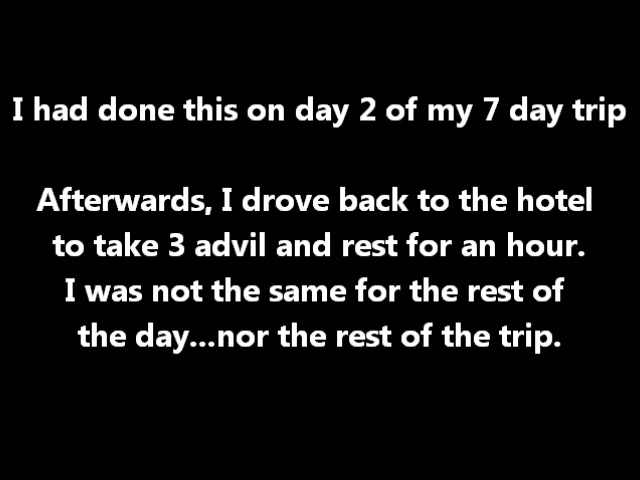 I had done this on day 2 of my 7 day trip
Afterwards, I drove back to the hotel
to take 3 advil and rest for an hour.
I was not the same for the rest of
the day...nor the rest of the trip.